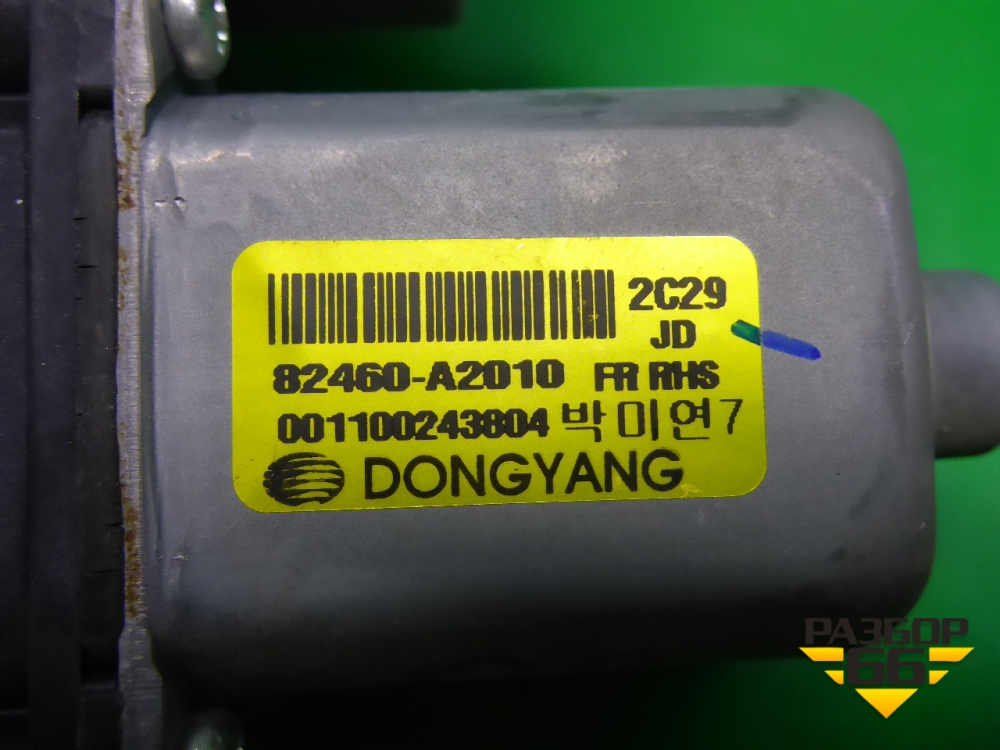 2C29
JD
82460-A2010 FR RHS
001100243804 박미연7
DONGYANG
РАЗБОР
66